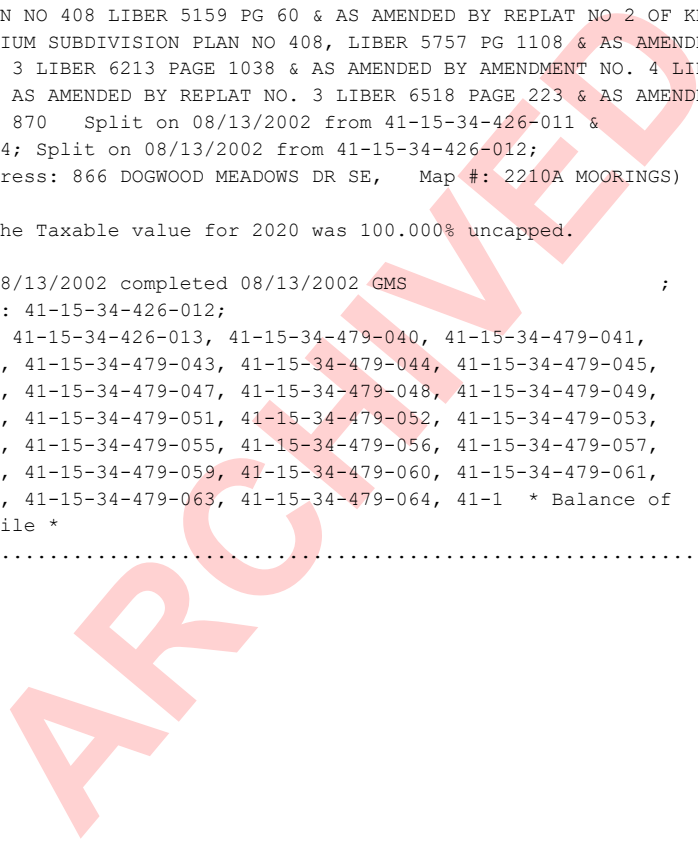 N NO 408 LIBER 5159 PG 60 & AS AMENDED BY REPLAT NO 2 OF
IUM SUBDIVISION PLAN NO 408, LIBER 5757 PG 1108 & AS AMEND
3 LIBER 6213 PAGE 1038 & AS AMENDED BY AMENDMENT NO. 4
AS AMENDED BY REPLAT NO. 3 LIBER 6518 PAGE 223 & AS AMEND
870 Split on 08/13/2002 from 41-15-34-426-011 &
4; Split on 08/13/2002 from 41-15-34-426-012;
ress: 866 DOGWOOD MEADOWS DR SE, Map #: 2210A MOORINGS)
he Taxable value for 2020 was 100.000% uncapped.
8/13/2002 completed 08/13/2002 GMS ;
: 41-15-34-426-012;
41-15-34-426-013, 41-15-34-479-040, 41-15-34-479-041,
, 41-15-34-479-043, 41-15-34-479-044, 41-15-34-479-045,
, 41-15-34-479-047, 41-15-34-479-048, 41-15-34-479-049,
, 41-15-34-479-051, 41-15-34-479-052, 41-15-34-479-053,
, 41-15-34-479-055, 41-15-34-479-056, 41-15-34-479-057,
, 41-15-34-479-059, 41-15-34-479-060, 41-15-34-479-061,
, 41-15-34-479-063, 41-15-34-479-064, 41-1 * Balance of
ile *
.........................................................
ARCHIVED